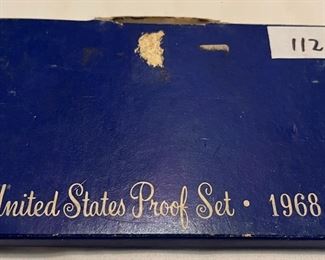 112
United States Proof Set • 1968